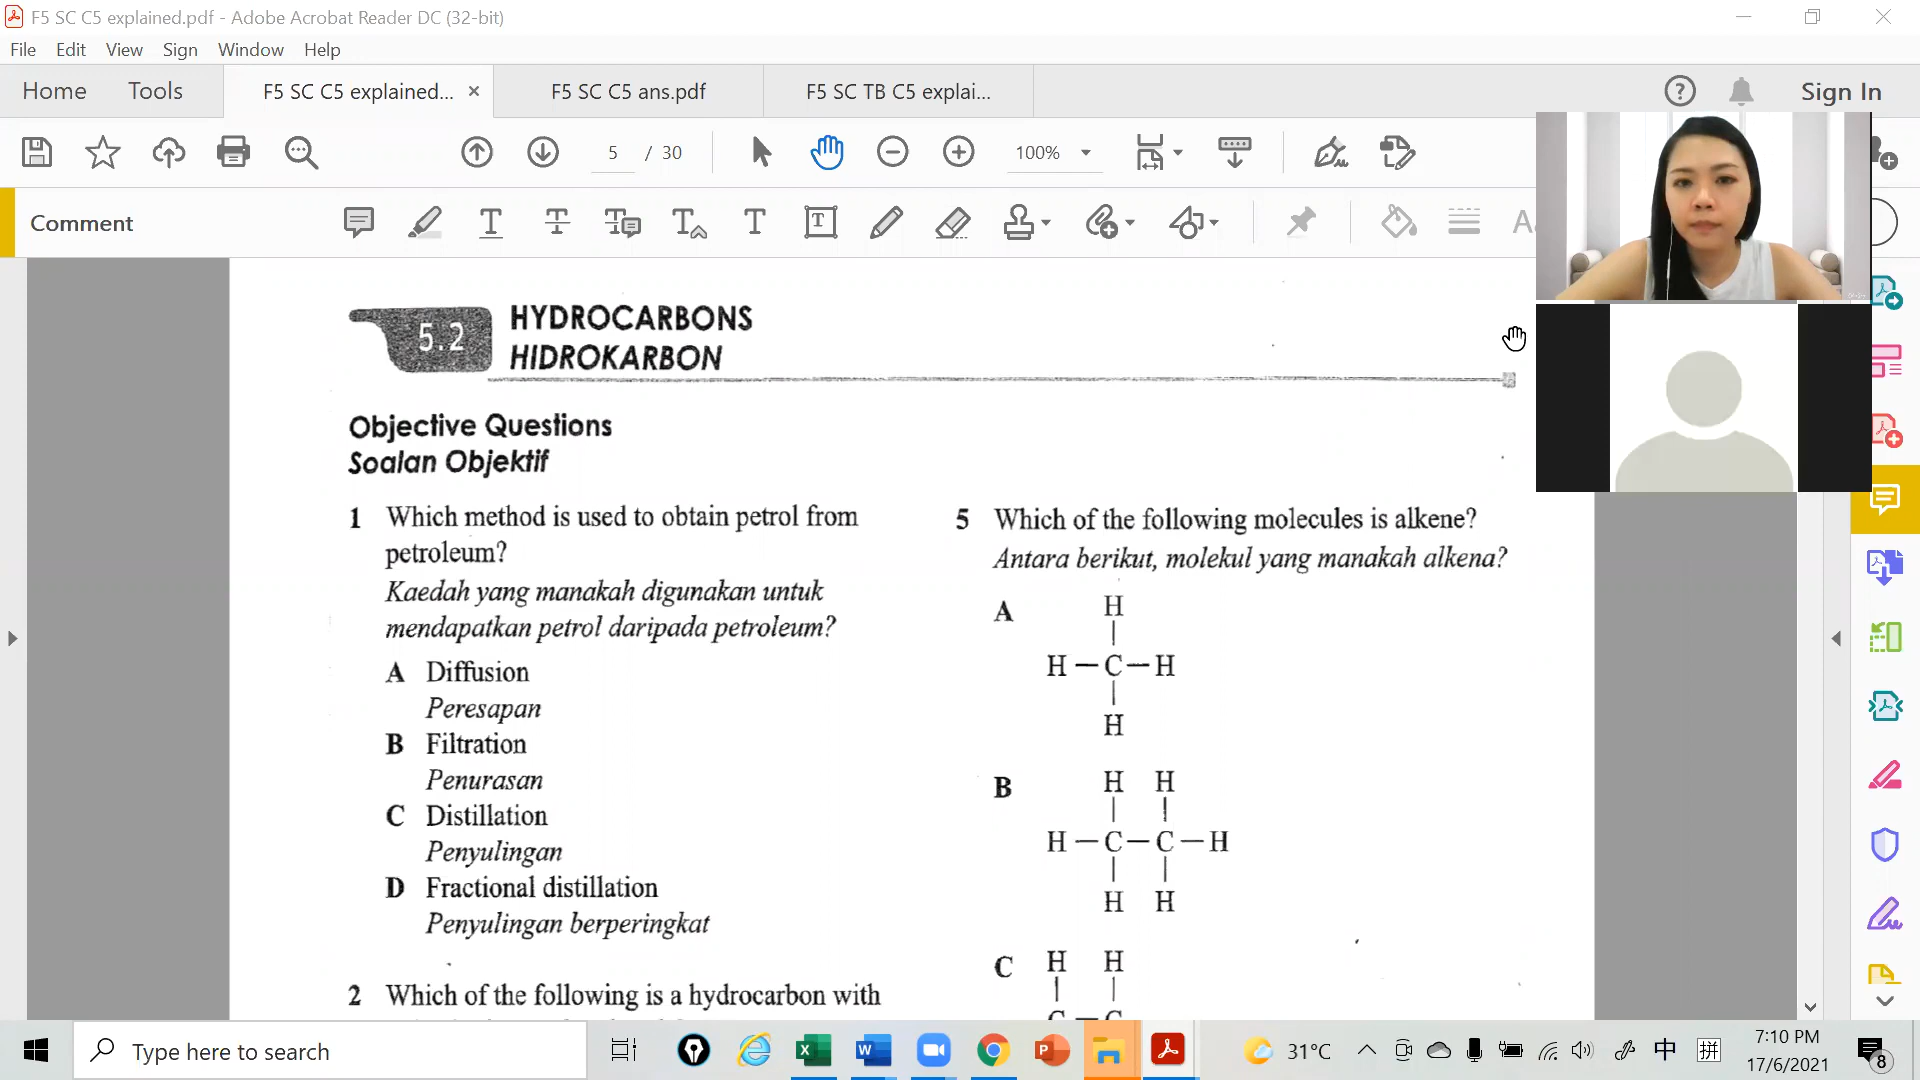 F5 SC C5 explained.pdf - Adobe Acrobat Reader DC (32-bit)
File Edit View Sign Window Help
Home Tools F5 SC C5 explained... × F5 SC C5 ans.pdf F5 SC TB C5 explai... Sign In
5 / 30 100%
Comment
5.2 HYDROCARBONS
HIDROKARBON
Objective Questions
Soalan Objektif
1 Which method is used to obtain petrol from
petroleum?
Kaedah yang manakah digunakan untuk
mendapatkan petrol daripada petroleum?
A Diffusion
Peresapan
B Filtration
Penurasan
C Distillation
Penyulingan
D Fractional distillation
Penyulingan berperingkat
2 Which of the following is a hydrocarbon with
5 Which of the following molecules is alkene?
Antara berikut, molekul yang manakah alkena?
A H
H — C — H
H
B H H
H — C — C — H
H H
C H H
C — C
Type here to search
31°C
中
拼
7:10 PM
17/6/2021
8